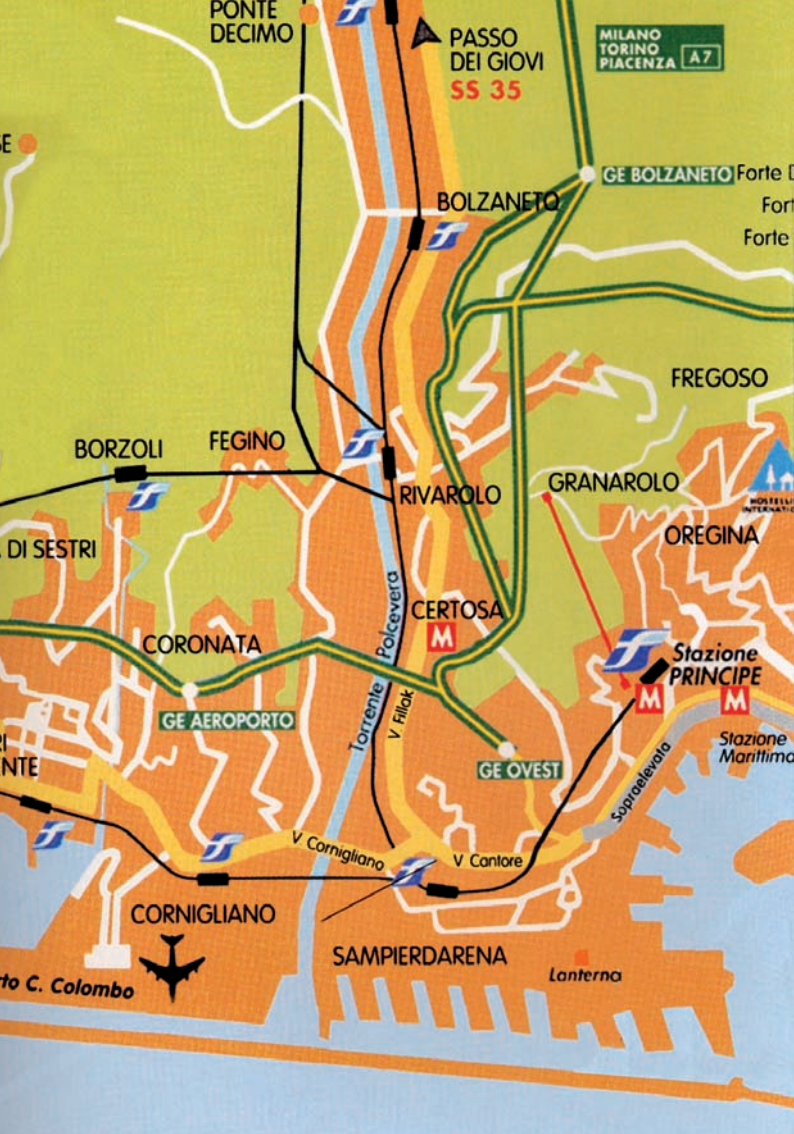 PONTE
DECIMO
PASSO
DEI GIOVI
SS 35
MILANO
TORINO
PIACENZA
A7
GE BOLZANETO
Forte
Fort
Forte
BOLZANETO
FREGOSO
BORZOLI
FEGINO
RIVAROLO
GRANAROLO
OREGINA
DI SESTRI
CERTOSA
M
Torrente Polcevera
CORONATA
Stazione
PRINCIPE
M
M
GE AEROPORTO
V. Fillak
GE OVEST
Stazione
Marittima
Sopraelevata
NTE
V Cornigliano
V Cantore
CORNIGLIANO
SAMPIERDARENA
Lanterna
C. Colombo